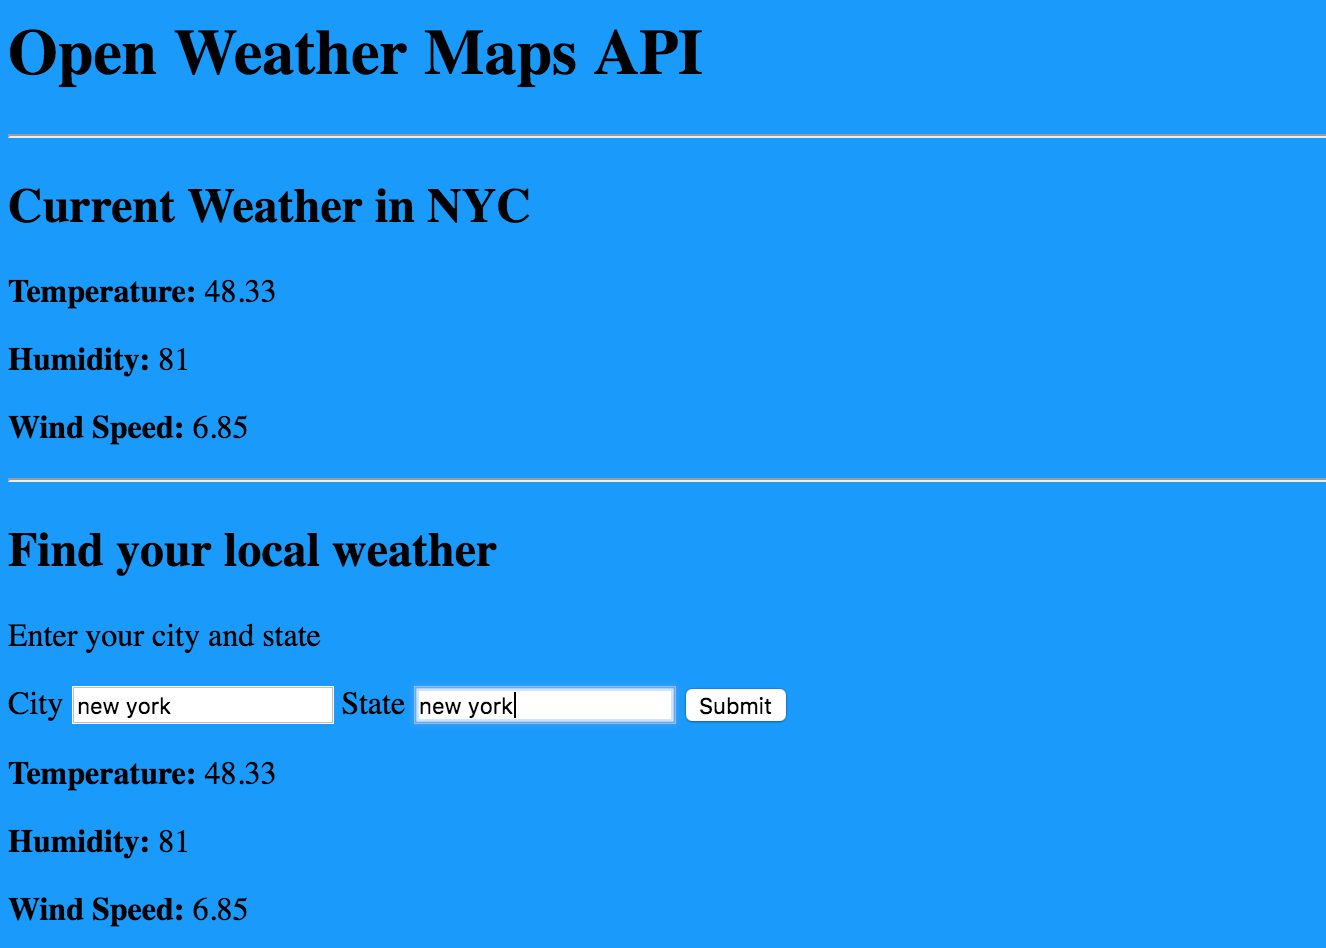 Open Weather Maps API
Current Weather in NYC
Temperature: 48.33
Humidity: 81
Wind Speed: 6.85
Find your local weather
Enter your city and state
City new york State new york Submit
Temperature: 48.33
Humidity: 81
Wind Speed: 6.85